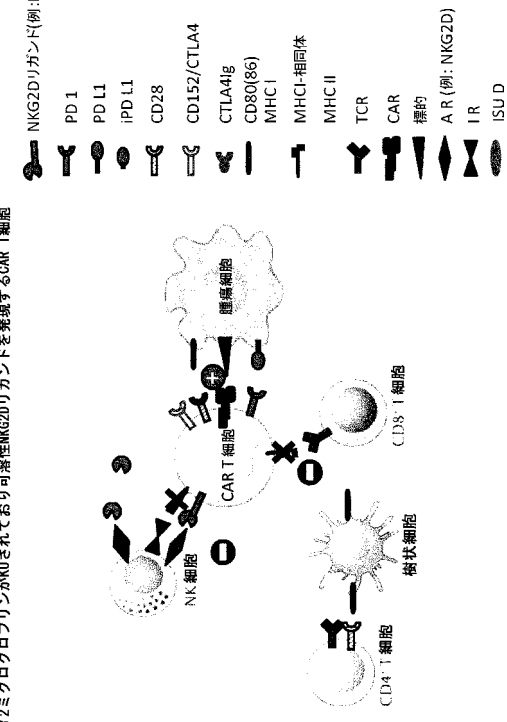 2ミクログロブリンがKOされており可溶性NKG2Dリガンドを発現するCAR T細胞
NK 細胞
CAR T 細胞
腫瘍細胞
CD4⁺ T 細胞
樹状細胞
CD8⁺ T 細胞
NKG2Dリガンド(例:
PD 1
PD L1
iPD L1
CD28
CD152/CTLA4
CTLA4Ig
CD80(86)
MHC I
MHCI-相同体
MHC II
TCR
CAR
標的
A R (例: NKG2D)
I R
ISU D